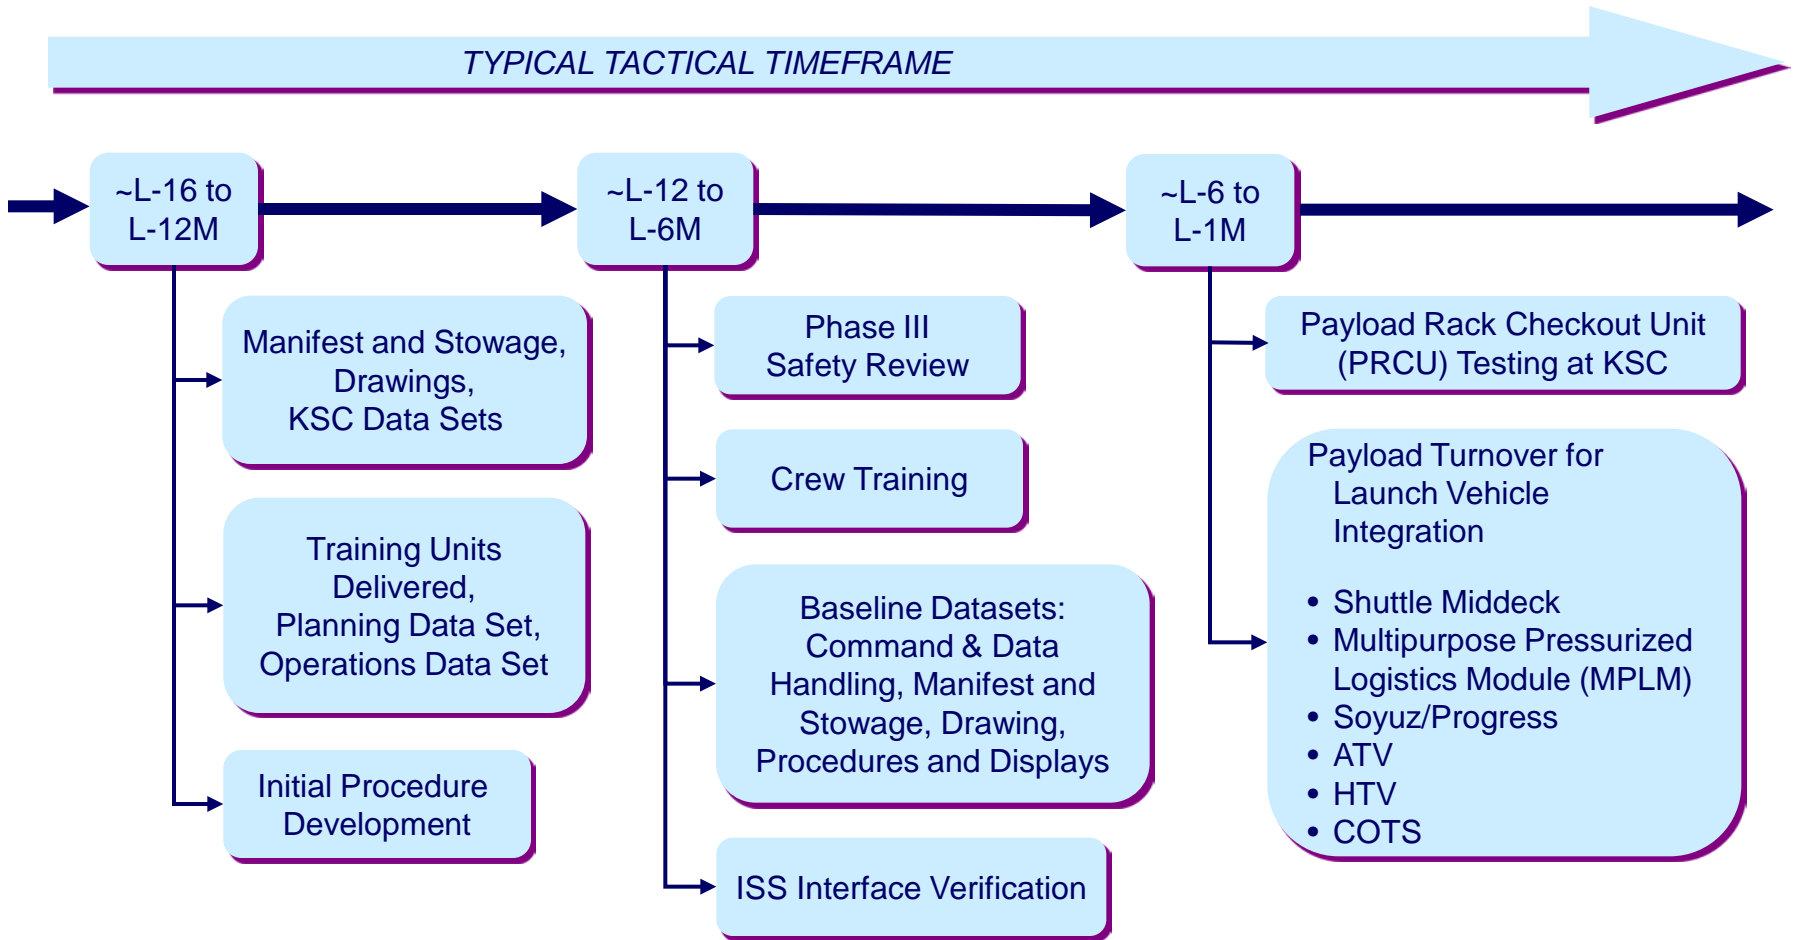 TYPICAL TACTICAL TIMEFRAME
~L-16 to
L-12M
~L-12 to
L-6M
~L-6 to
L-1M
Manifest and Stowage,
Drawings,
KSC Data Sets
Training Units
Delivered,
Planning Data Set,
Operations Data Set
Initial Procedure
Development
Phase III
Safety Review
Crew Training
Baseline Datasets:
Command & Data
Handling, Manifest and
Stowage, Drawing,
Procedures and Displays
ISS Interface Verification
Payload Rack Checkout Unit
(PRCU) Testing at KSC
Payload Turnover for
Launch Vehicle
Integration
• Shuttle Middeck
• Multipurpose Pressurized
Logistics Module (MPLM)
• Soyuz/Progress
• ATV
• HTV
• COTS